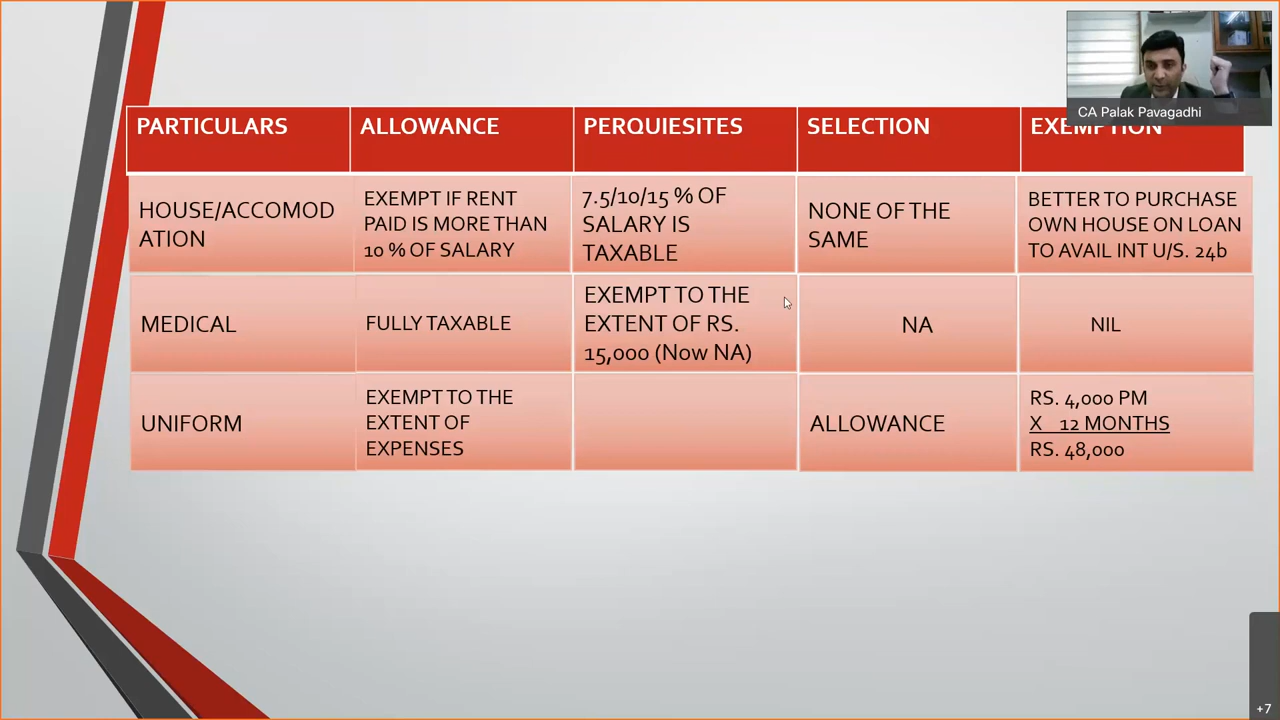 CA Palak Pavagadhi
PARTICULARS
ALLOWANCE
PERQUIESITES
SELECTION
EXEMPTION
HOUSE/ACCOMOD
ATION
EXEMPT IF RENT
PAID IS MORE THAN
10 % OF SALARY
7.5/10/15 % OF
SALARY IS
TAXABLE
NONE OF THE
SAME
BETTER TO PURCHASE
OWN HOUSE ON LOAN
TO AVAIL INT U/S. 24b
MEDICAL
FULLY TAXABLE
EXEMPT TO THE
EXTENT OF RS.
15,000 (Now NA)
NA
NIL
UNIFORM
EXEMPT TO THE
EXTENT OF
EXPENSES
ALLOWANCE
RS. 4,000 PM
X 12 MONTHS
RS. 48,000
+7